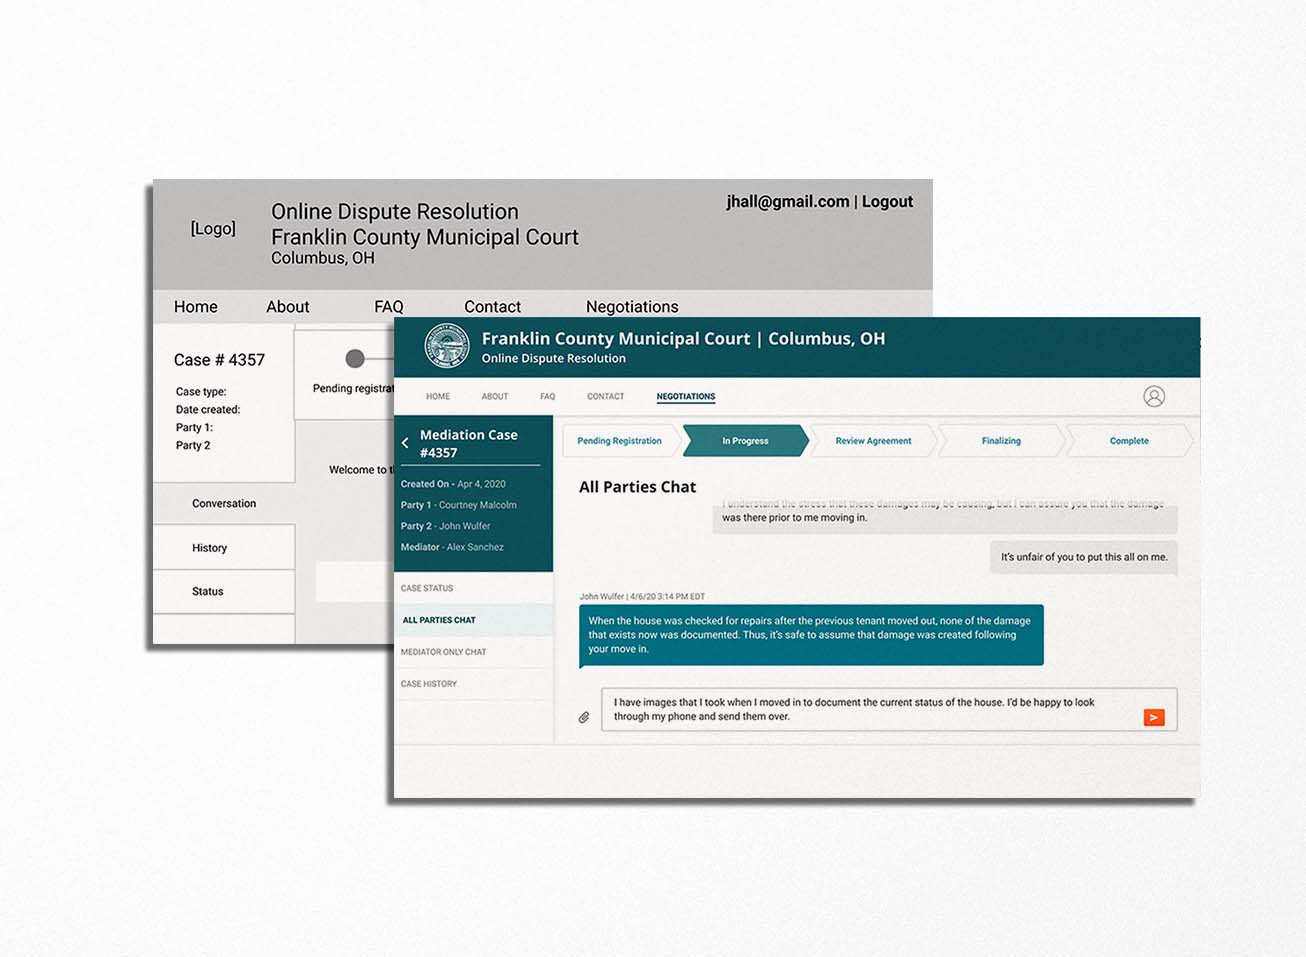 [Logo]
Online Dispute Resolution
Franklin County Municipal Court
Columbus, OH
jhall@gmail.com | Logout
Home About FAQ Contact Negotiations
Case # 4357
Case type:
Date created:
Party 1:
Party 2
Conversation
History
Status
Pending registrat
Welcome to
Franklin County Municipal Court | Columbus, OH
Online Dispute Resolution
HOME ABOUT FAQ CONTACT NEGOTIATIONS
Mediation Case
#4357
Created On - Apr 4, 2020
Party 1 - Courtney Malcolm
Party 2 - John Wulfer
Mediator - Alex Sanchez
CASE STATUS
ALL PARTIES CHAT
MEDIATOR ONLY CHAT
CASE HISTORY
Pending Registration In Progress Review Agreement Finalizing Complete
All Parties Chat
I understand the stress that these damages may be causing, but I can assure you that the damage
was there prior to me moving in.
It's unfair of you to put this all on me.
John Wulfer | 4/6/20 3:14 PM EDT
When the house was checked for repairs after the previous tenant moved out, none of the damage
that exists now was documented. Thus, it's safe to assume that damage was created following
your move in.
I have images that I took when I moved in to document the current status of the house. I'd be happy to look
through my phone and send them over.